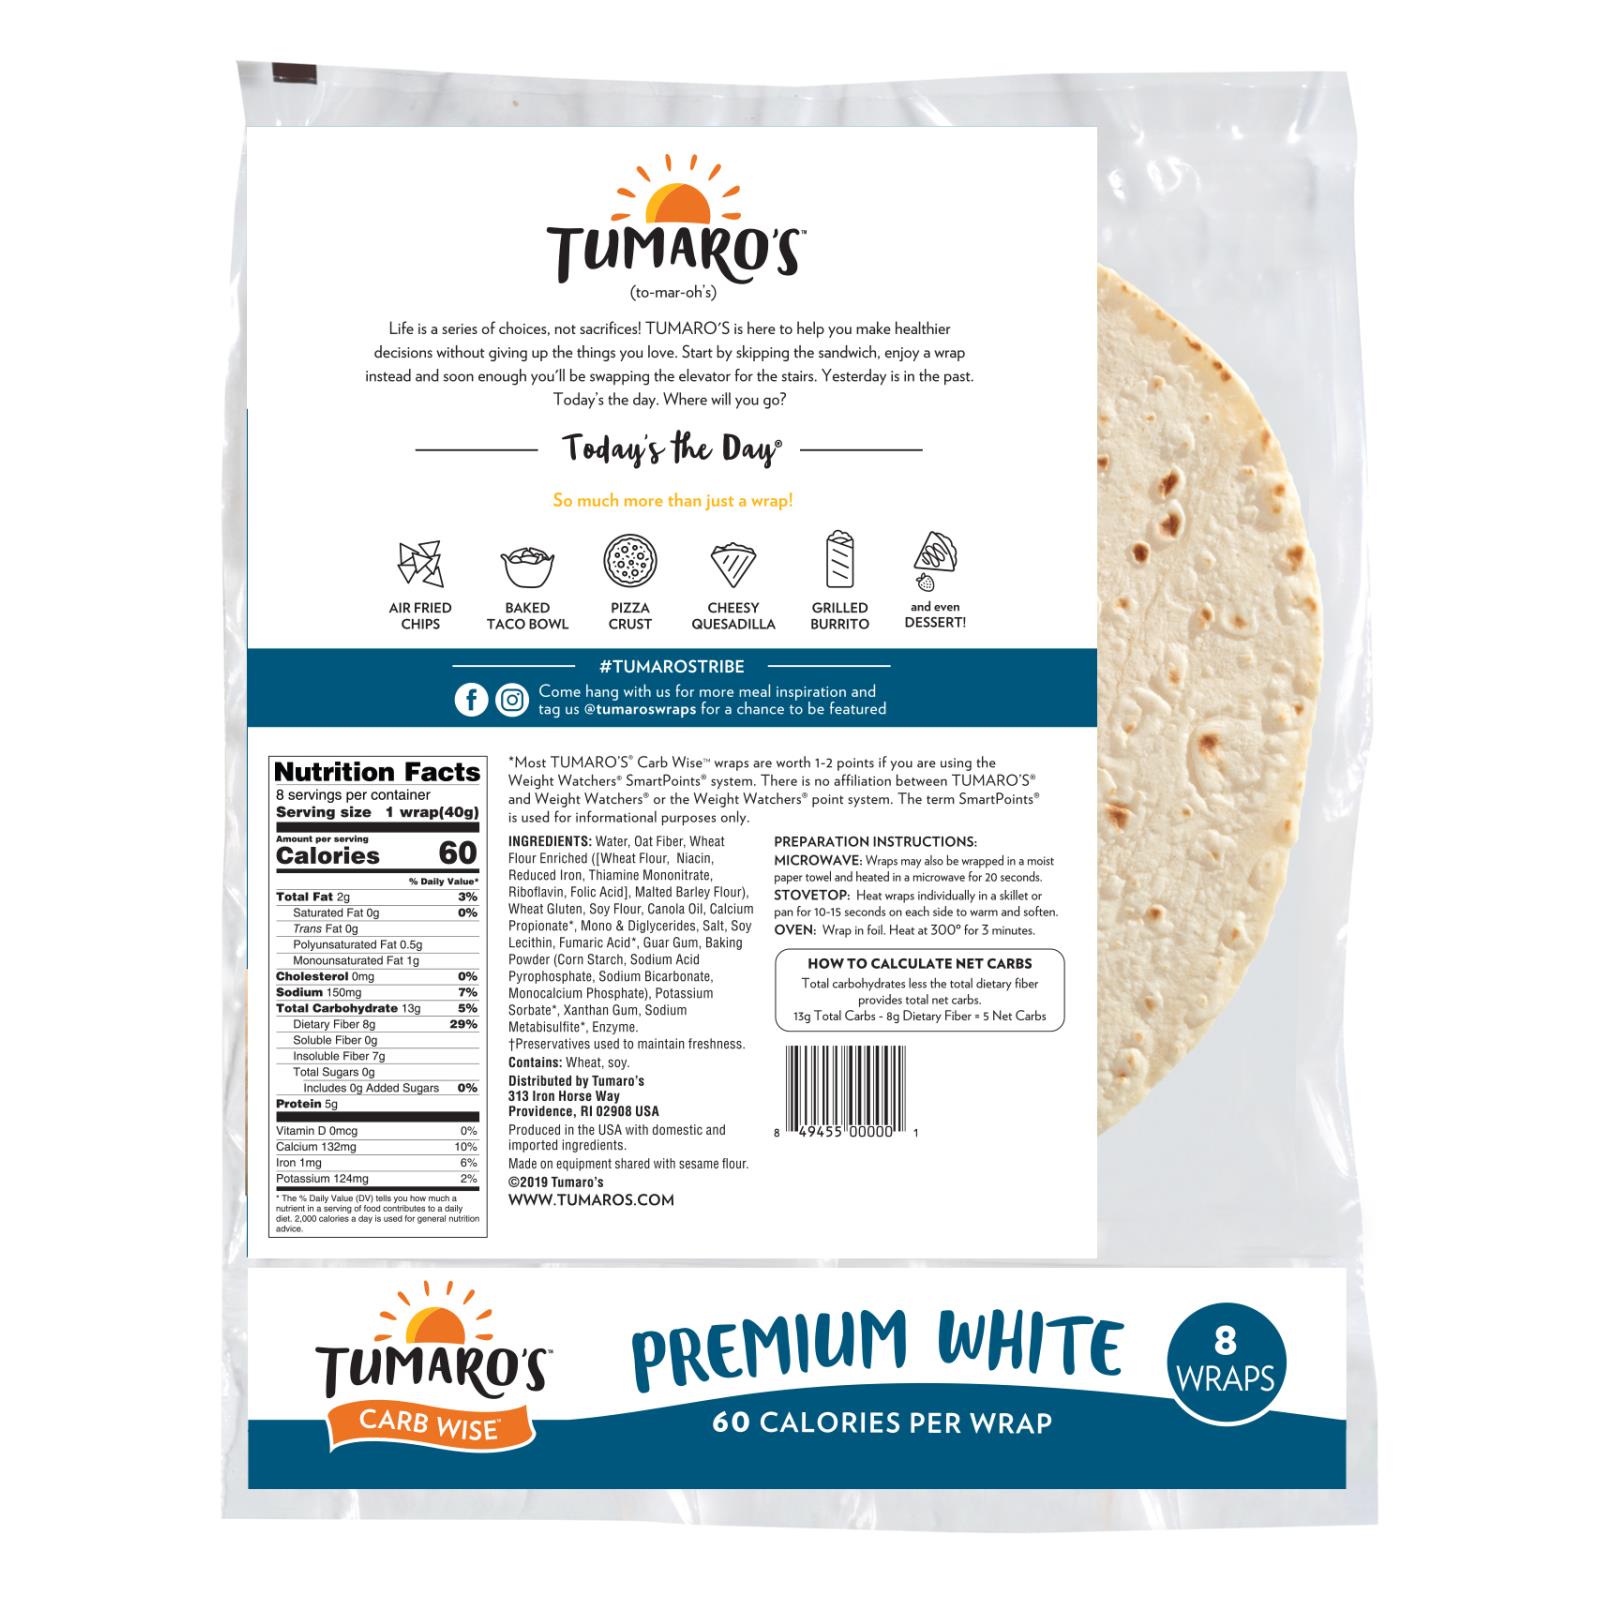 TUMARO'S™
(to-mar-oh's)
Life is a series of choices, not sacrifices! TUMARO'S is here to help you make healthier
decisions without giving up the things you love. Start by skipping the sandwich, enjoy a wrap
instead and soon enough you'll be swapping the elevator for the stairs. Yesterday is in the past.
Today's the day. Where will you go?
Today's the Day®
So much more than just a wrap!
AIR FRIED
CHIPS
BAKED
TACO BOWL
PIZZA
CRUST
CHEESY
QUESADILLA
GRILLED
BURRITO
and even
DESSERT!
#TUMAROSTRIBE
Come hang with us for more meal inspiration and
tag us @tumaroswraps for a chance to be featured
Nutrition Facts
8 servings per container
Serving size 1 wrap(40g)
Amount per serving
Calories 60
% Daily Value*
Total Fat 2g 3%
Saturated Fat 0g 0%
Trans Fat 0g
Polyunsaturated Fat 0.5g
Monounsaturated Fat 1g
Cholesterol 0mg 0%
Sodium 150mg 7%
Total Carbohydrate 13g 5%
Dietary Fiber 8g 29%
Soluble Fiber 0g
Insoluble Fiber 7g
Total Sugars 0g
Includes 0g Added Sugars 0%
Protein 5g
Vitamin D 0mcg 0%
Calcium 132mg 10%
Iron 1mg 6%
Potassium 124mg 2%
* The % Daily Value (DV) tells you how much a
nutrient in a serving of food contributes to a daily
diet. 2,000 calories a day is used for general nutrition
advice.
*Most TUMARO'S® Carb Wise™ wraps are worth 1-2 points if you are using the
Weight Watchers® SmartPoints® system. There is no affiliation between TUMARO'S®
and Weight Watchers® or the Weight Watchers® point system. The term SmartPoints®
is used for informational purposes only.
INGREDIENTS: Water, Oat Fiber, Wheat
Flour Enriched ([Wheat Flour, Niacin,
Reduced Iron, Thiamine Mononitrate,
Riboflavin, Folic Acid], Malted Barley Flour),
Wheat Gluten, Soy Flour, Canola Oil, Calcium
Propionate*, Mono & Diglycerides, Salt, Soy
Lecithin, Fumaric Acid*, Guar Gum, Baking
Powder (Corn Starch, Sodium Acid
Pyrophosphate, Sodium Bicarbonate,
Monocalcium Phosphate), Potassium
Sorbate*, Xanthan Gum, Sodium
Metabisulfite*, Enzyme.
†Preservatives used to maintain freshness.
Contains: Wheat, soy.
Distributed by Tumaro's
313 Iron Horse Way
Providence, RI 02908 USA
Produced in the USA with domestic and
imported ingredients.
Made on equipment shared with sesame flour.
©2019 Tumaro's
WWW.TUMAROS.COM
PREPARATION INSTRUCTIONS:
MICROWAVE: Wraps may also be wrapped in a moist
paper towel and heated in a microwave for 20 seconds.
STOVETOP: Heat wraps individually in a skillet or
pan for 10-15 seconds on each side to warm and soften.
OVEN: Wrap in foil. Heat at 300° for 3 minutes.
HOW TO CALCULATE NET CARBS
Total carbohydrates less the total dietary fiber
provides total net carbs.
13g Total Carbs - 8g Dietary Fiber = 5 Net Carbs
8 49455 00000 1
TUMARO'S™
CARB WISE™
PREMIUM WHITE
60 CALORIES PER WRAP
8
WRAPS